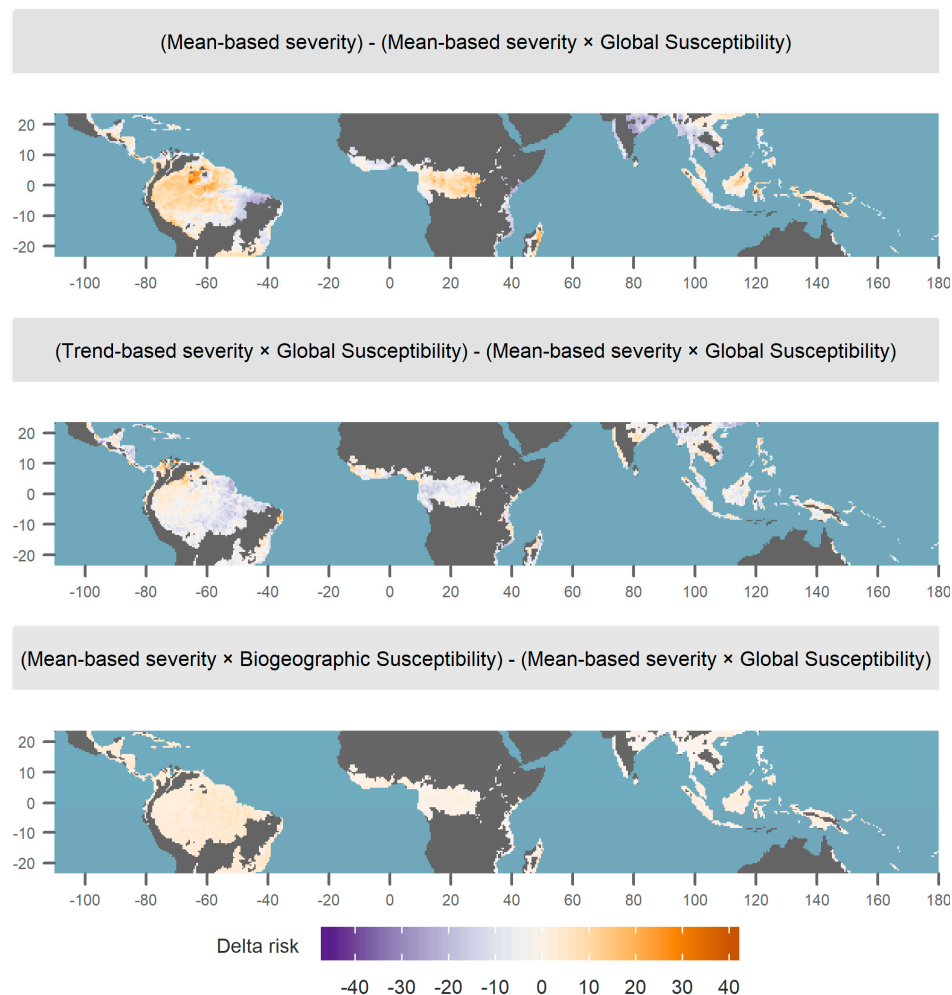 (Mean-based severity) - (Mean-based severity × Global Susceptibility)
20
10
0
-10
-20
-100 -80 -60 -40 -20 0 20 40 60 80 100 120 140 160 180
(Trend-based severity × Global Susceptibility) - (Mean-based severity × Global Susceptibility)
20
10
0
-10
-20
-100 -80 -60 -40 -20 0 20 40 60 80 100 120 140 160 180
(Mean-based severity × Biogeographic Susceptibility) - (Mean-based severity × Global Susceptibility)
20
10
0
-10
-20
-100 -80 -60 -40 -20 0 20 40 60 80 100 120 140 160 180
Delta risk
-40 -30 -20 -10 0 10 20 30 40